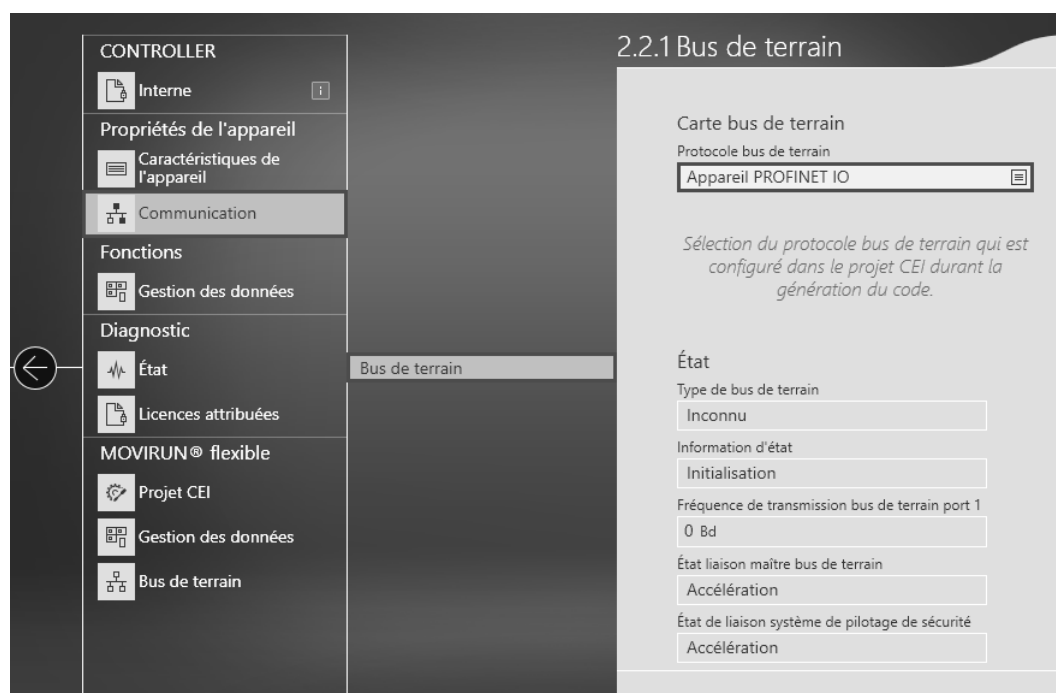 CONTROLLER
Interne
Propriétés de l'appareil
Caractéristiques de
l'appareil
Communication
Fonctions
Gestion des données
Diagnostic
État
Licences attribuées
MOVIRUN® flexible
Projet CEI
Gestion des données
Bus de terrain
Bus de terrain
2.2.1 Bus de terrain
Carte bus de terrain
Protocole bus de terrain
Appareil PROFINET IO
Sélection du protocole bus de terrain qui est
configuré dans le projet CEI durant la
génération du code.
État
Type de bus de terrain
Inconnu
Information d'état
Initialisation
Fréquence de transmission bus de terrain port 1
0 Bd
État liaison maître bus de terrain
Accélération
État de liaison système de pilotage de sécurité
Accélération